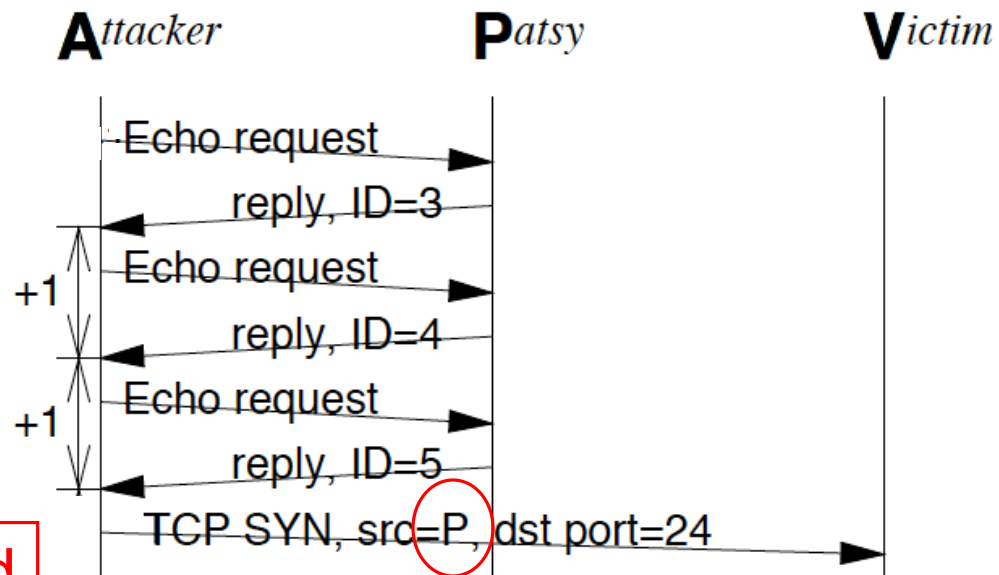 Attacker Patsy Victim
Echo request
reply, ID=3
+1
Echo request
reply, ID=4
+1
Echo request
reply, ID=5
TCP SYN, src=P, dst port=24